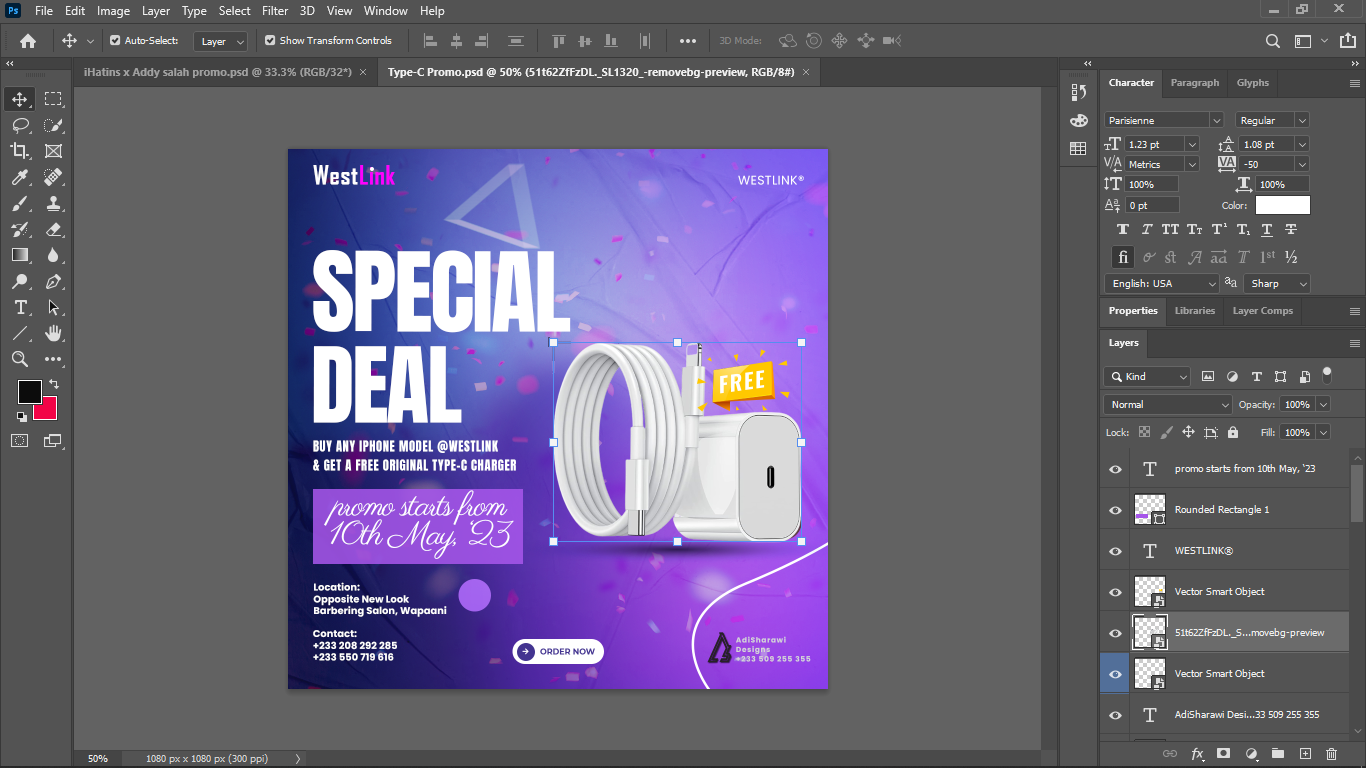 Ps File Edit Image Layer Type Select Filter 3D View Window Help
Auto-Select: Layer Show Transform Controls 3D Mode:
iHatins x Addy salah promo.psd @ 33.3% (RGB/32*) ×
Type-C Promo.psd @ 50% (51t62ZfFzDL._SL1320_-removebg-preview, RGB/8#) ×
WestLink
WESTLINK®
SPECIAL
DEAL
FREE
BUY ANY IPHONE MODEL @WESTLINK
& GET A FREE ORIGINAL TYPE-C CHARGER
promo starts from
10th May, '23
Location:
Opposite New Look
Barbering Salon, Wapaani
Contact:
+233 208 292 285
+233 550 719 616
ORDER NOW
AdiSharawi
Designs
+233 509 255 355
50% 1080 px x 1080 px (300 ppi)
Character Paragraph Glyphs
Parisienne Regular
1.23 pt 1.08 pt
Metrics -50
100% 100%
0 pt Color:
English: USA Sharp
Properties Libraries Layer Comps
Layers
Kind
Normal Opacity: 100%
Lock: Fill: 100%
promo starts from 10th May, '23
Rounded Rectangle 1
WESTLINK®
Vector Smart Object
51t62ZfFzDL._S...movebg-preview
Vector Smart Object
AdiSharawi Desi...33 509 255 355